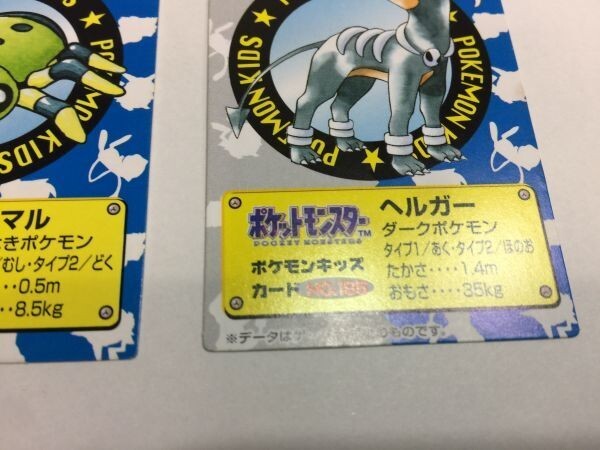 POKEMON KIDS
マル
きポケモン
むし・タイプ2/どく
‥0.5m
‥8.5kg
POKEMON KIDS
ポケットモンスター™
POCKET MONSTERS
ポケモンキッズ
カード
ヘルガー
ダークポケモン
タイプ1/あく・タイプ2/ほのお
たかさ‥‥1.4m
おもさ‥‥35kg
※データは
のものです。